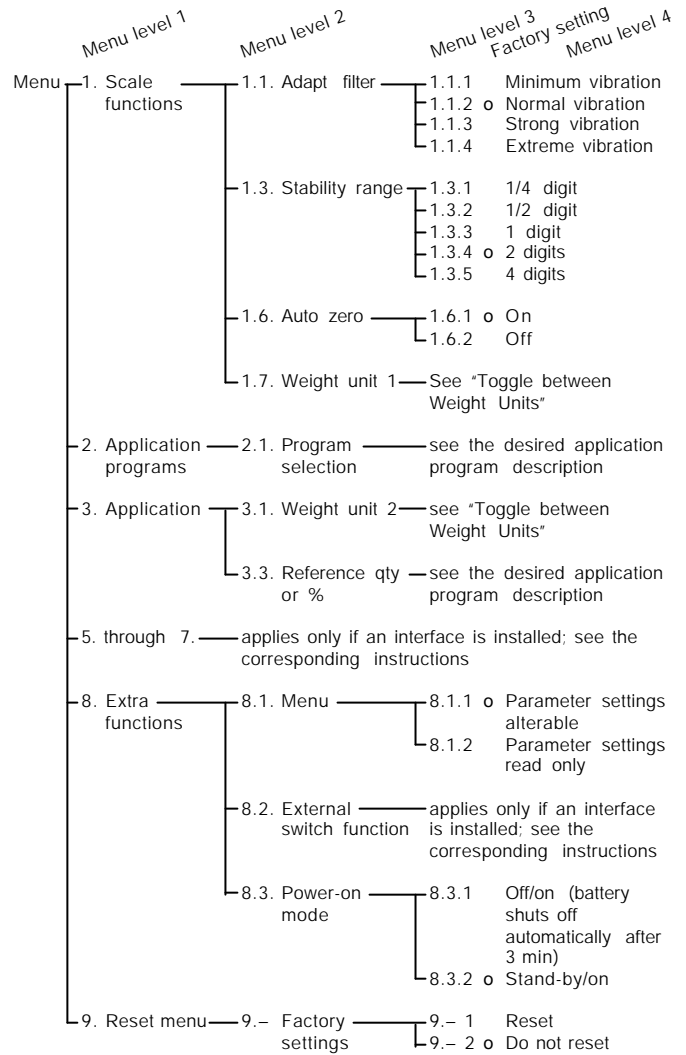 Menu level 1 Menu level 2 Menu level 3 Factory setting Menu level 4
Menu 1. Scale 1.1. Adapt filter 1.1.1 Minimum vibration
functions 1.1.2 o Normal vibration
1.1.3 Strong vibration
1.1.4 Extreme vibration
1.3. Stability range 1.3.1 1/4 digit
1.3.2 1/2 digit
1.3.3 1 digit
1.3.4 o 2 digits
1.3.5 4 digits
1.6. Auto zero 1.6.1 o On
1.6.2 Off
1.7. Weight unit 1 See "Toggle between
Weight Units"
2. Application 2.1. Program see the desired application
programs selection program description
3. Application 3.1. Weight unit 2 see "Toggle between
Weight Units"
3.3. Reference qty see the desired application
or % program description
5. through 7. applies only if an interface is installed; see the
corresponding instructions
8. Extra 8.1. Menu 8.1.1 o Parameter settings
functions alterable
8.1.2 Parameter settings
read only
8.2. External applies only if an interface
switch function is installed; see the
corresponding instructions
8.3. Power-on 8.3.1 Off/on (battery
mode shuts off
automatically after
3 min)
8.3.2 o Stand-by/on
9. Reset menu 9.– Factory 9.– 1 Reset
settings 9.– 2 o Do not reset